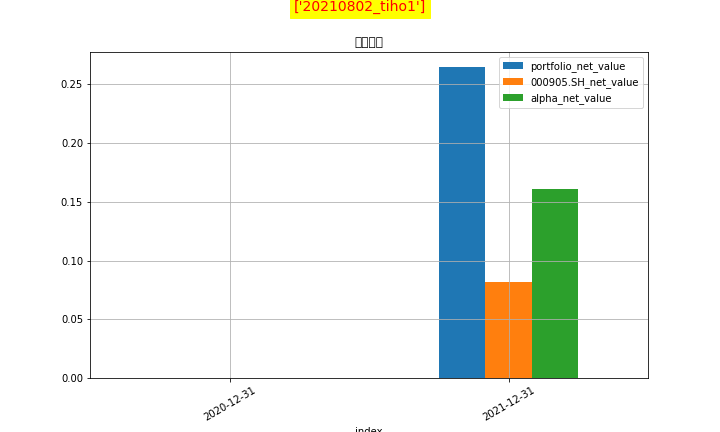 ['20210802_tiho1']
portfolio_net_value
000905.SH_net_value
alpha_net_value
0.25
0.20
0.15
0.10
0.05
0.00
2020-12-31
2021-12-31
index